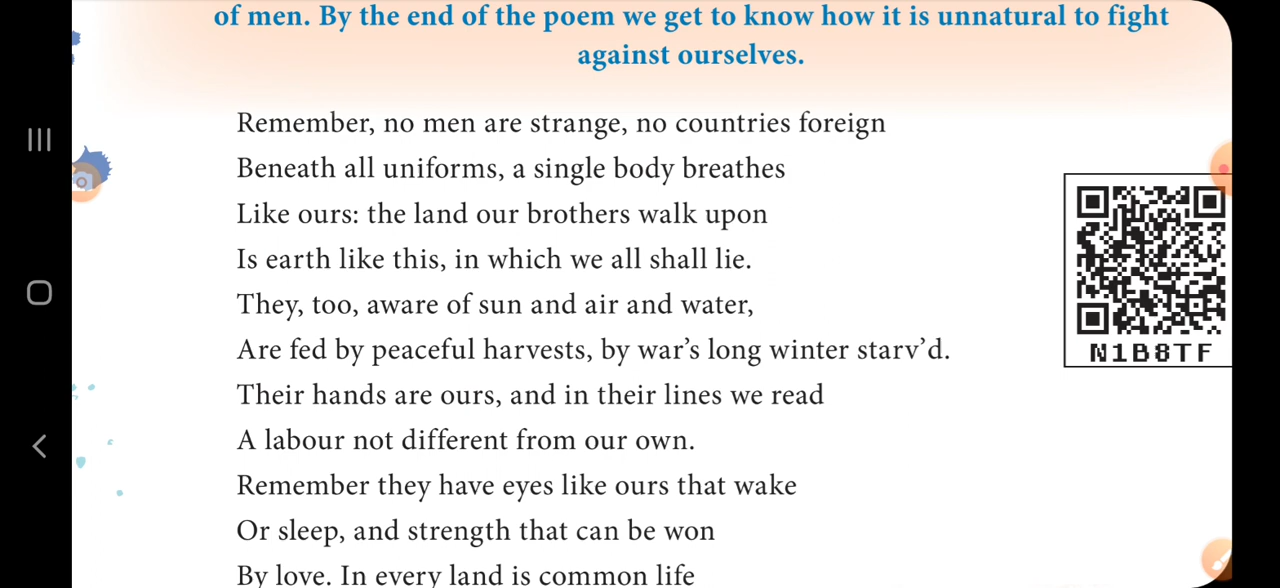 of men. By the end of the poem we get to know how it is unnatural to fight
against ourselves.
Remember, no men are strange, no countries foreign
Beneath all uniforms, a single body breathes
Like ours: the land our brothers walk upon
Is earth like this, in which we all shall lie.
They, too, aware of sun and air and water,
Are fed by peaceful harvests, by war’s long winter starv’d.
Their hands are ours, and in their lines we read
A labour not different from our own.
Remember they have eyes like ours that wake
Or sleep, and strength that can be won
By love. In every land is common life
N1B8TF